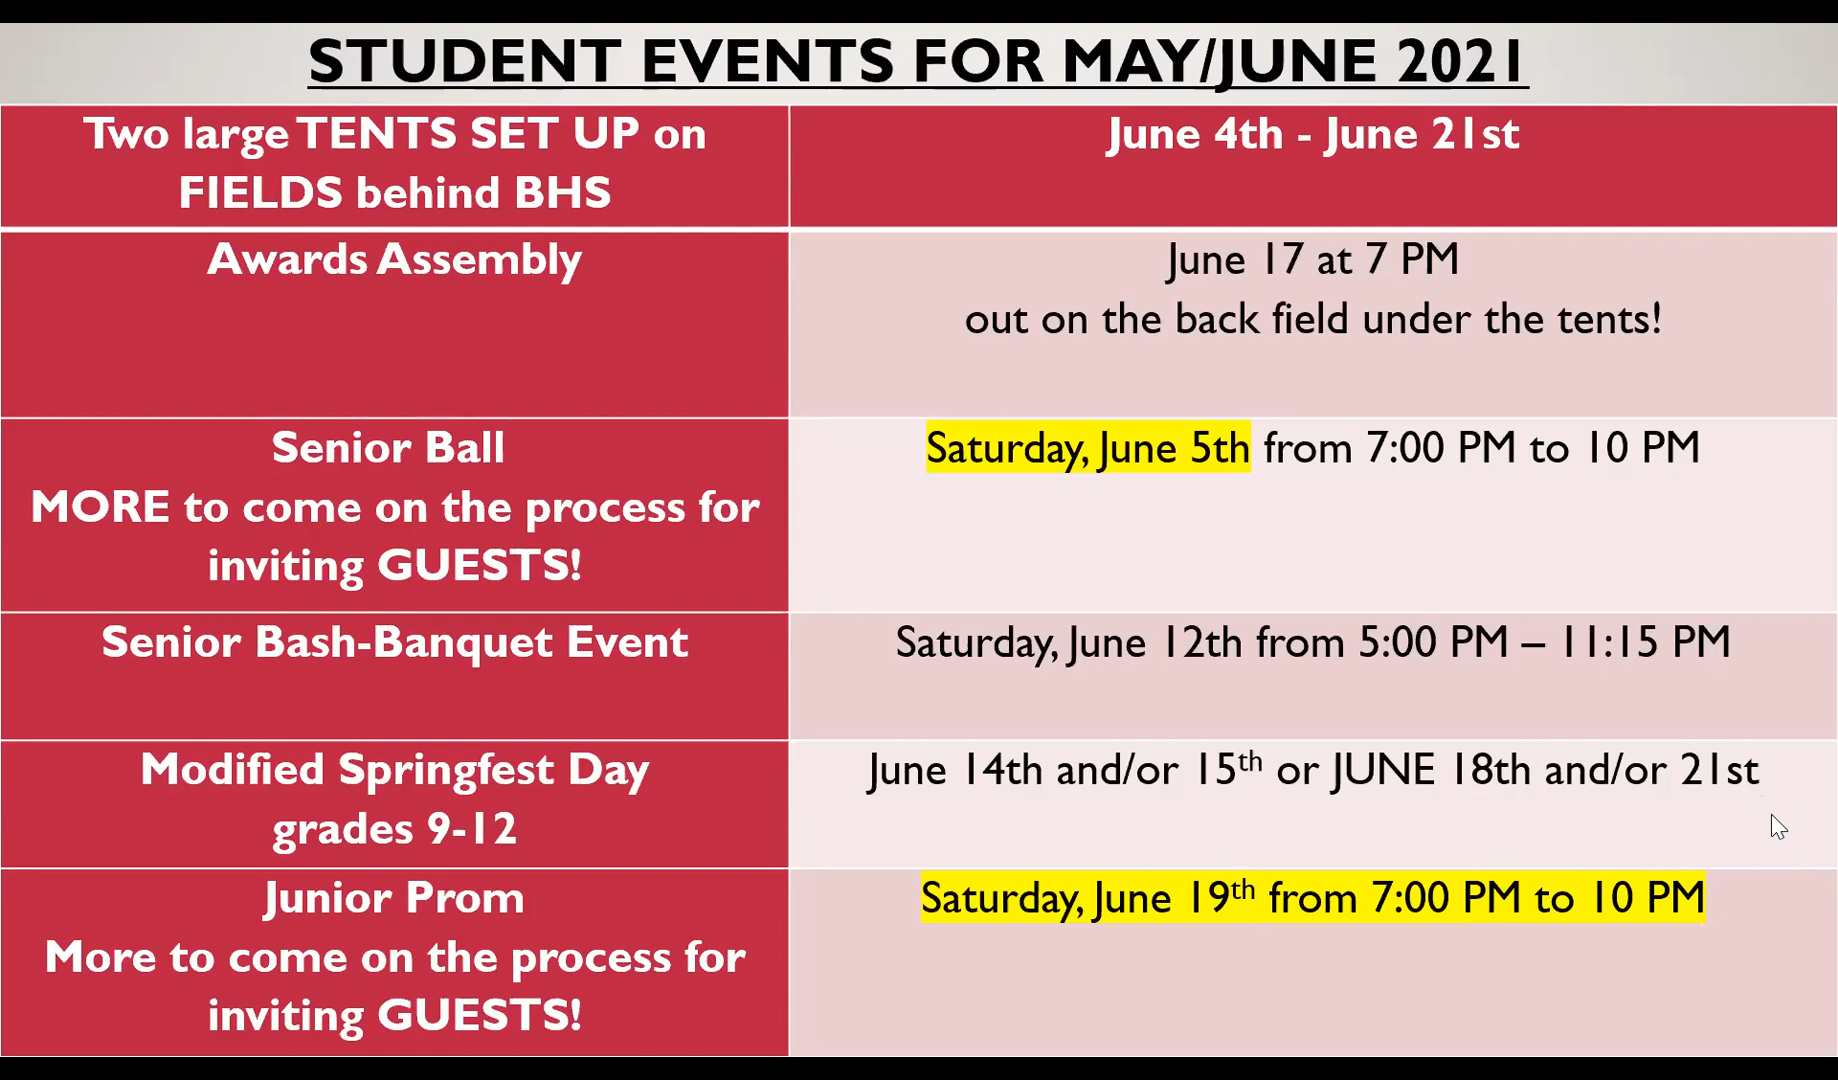 STUDENT EVENTS FOR MAY/JUNE 2021
Two large TENTS SET UP on
FIELDS behind BHS
June 4th - June 21st
Awards Assembly
June 17 at 7 PM
out on the back field under the tents!
Senior Ball
MORE to come on the process for
inviting GUESTS!
Saturday, June 5th from 7:00 PM to 10 PM
Senior Bash-Banquet Event
Saturday, June 12th from 5:00 PM – 11:15 PM
Modified Springfest Day
grades 9-12
June 14th and/or 15th or JUNE 18th and/or 21st
Junior Prom
More to come on the process for
inviting GUESTS!
Saturday, June 19th from 7:00 PM to 10 PM